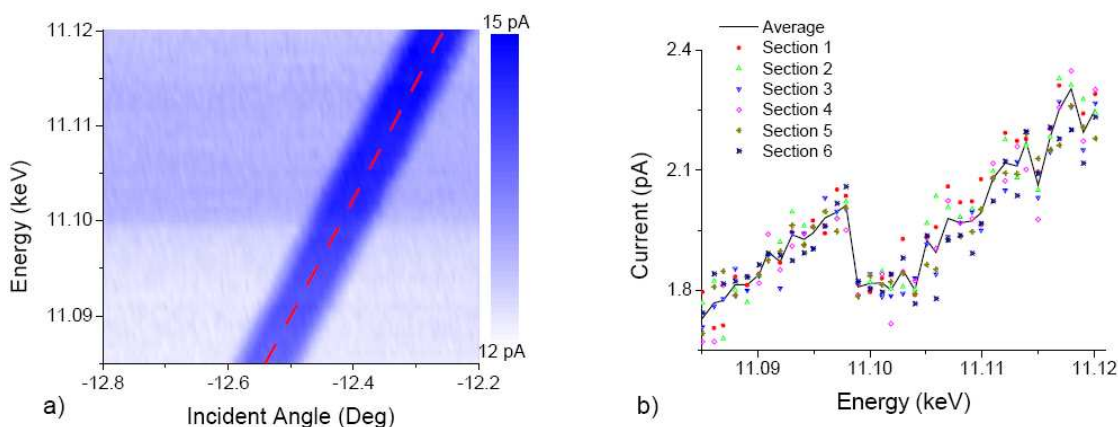 15 pA
11.12
11.11
11.10
11.09
12 pA
Energy (keV)
-12.8
-12.6
-12.4
-12.2
Incident Angle (Deg)
a)
Average
Section 1
Section 2
Section 3
Section 4
Section 5
Section 6
2.4
2.1
1.8
Current (pA)
11.09
11.10
11.11
11.12
Energy (keV)
b)